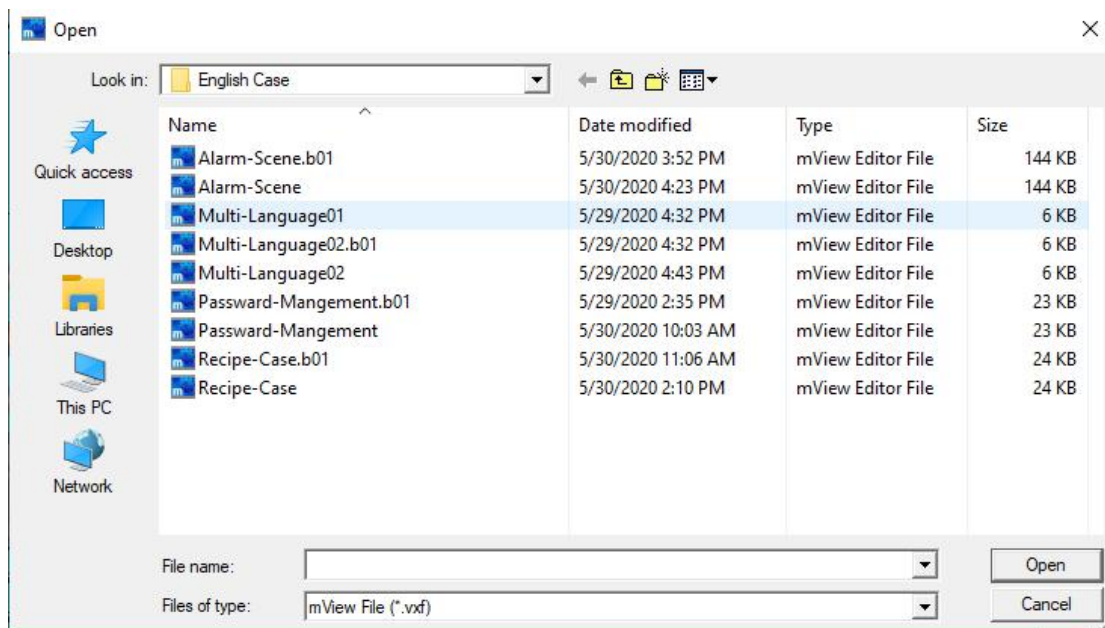 Open
Look in: English Case
Quick access
Desktop
Libraries
This PC
Network
Name Date modified Type Size
Alarm-Scene.b01 5/30/2020 3:52 PM mView Editor File 144 KB
Alarm-Scene 5/30/2020 4:23 PM mView Editor File 144 KB
Multi-Language01 5/29/2020 4:32 PM mView Editor File 6 KB
Multi-Language02.b01 5/29/2020 4:32 PM mView Editor File 6 KB
Multi-Language02 5/29/2020 4:43 PM mView Editor File 6 KB
Passward-Mangement.b01 5/29/2020 2:35 PM mView Editor File 23 KB
Passward-Mangement 5/30/2020 10:03 AM mView Editor File 23 KB
Recipe-Case.b01 5/30/2020 11:06 AM mView Editor File 24 KB
Recipe-Case 5/30/2020 2:10 PM mView Editor File 24 KB
File name: Open
Files of type: mView File (*.vxf) Cancel